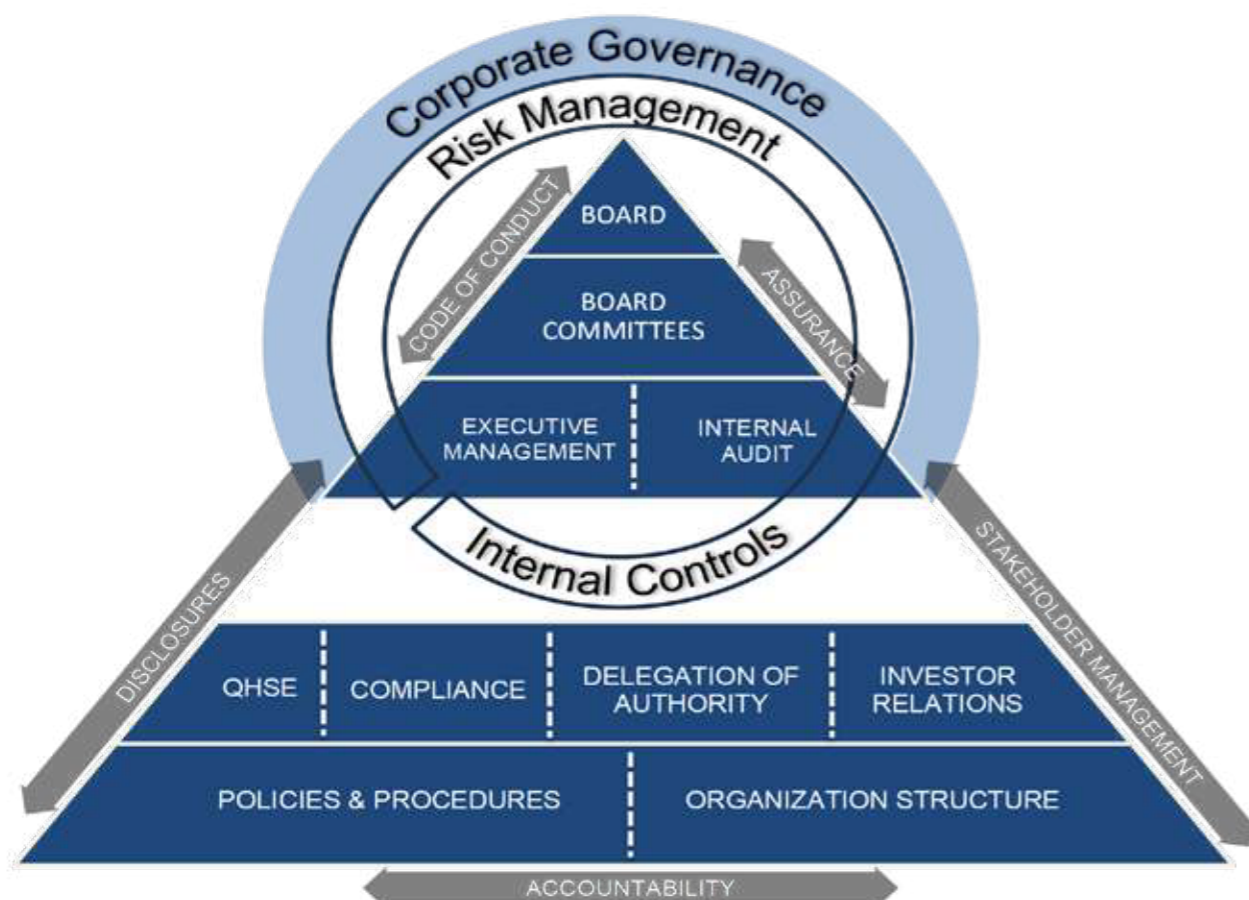 Corporate Governance
Risk Management
CODE OF CONDUCT
ASSURANCE
BOARD
BOARD
COMMITTEES
EXECUTIVE
MANAGEMENT
INTERNAL
AUDIT
Internal Controls
DISCLOSURES
STAKEHOLDER MANAGEMENT
QHSE
COMPLIANCE
DELEGATION OF
AUTHORITY
INVESTOR
RELATIONS
POLICIES & PROCEDURES
ORGANIZATION STRUCTURE
ACCOUNTABILITY